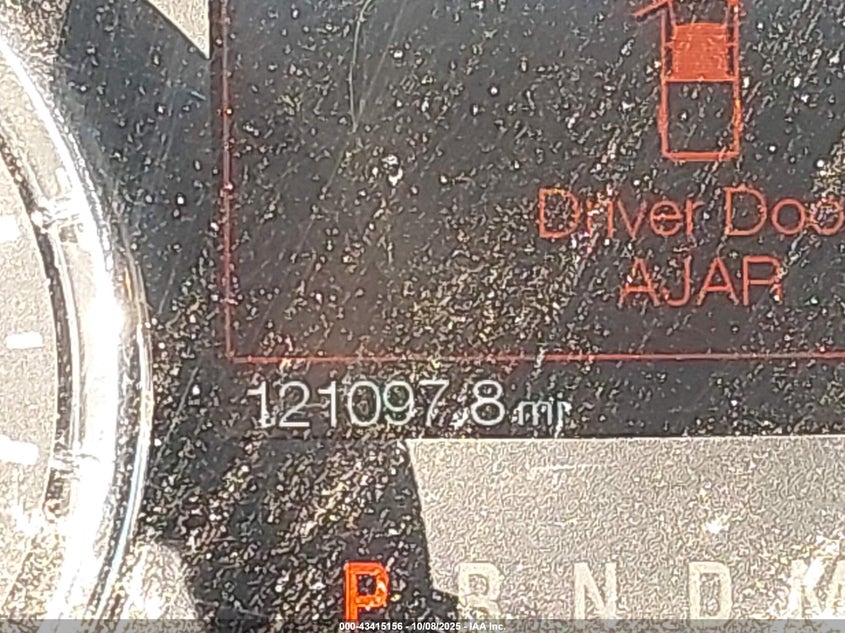 Driver Doo
AJAR
121097.8 mi
P R N D M
000-43415156 - 10/08/2025 - IAA Inc.